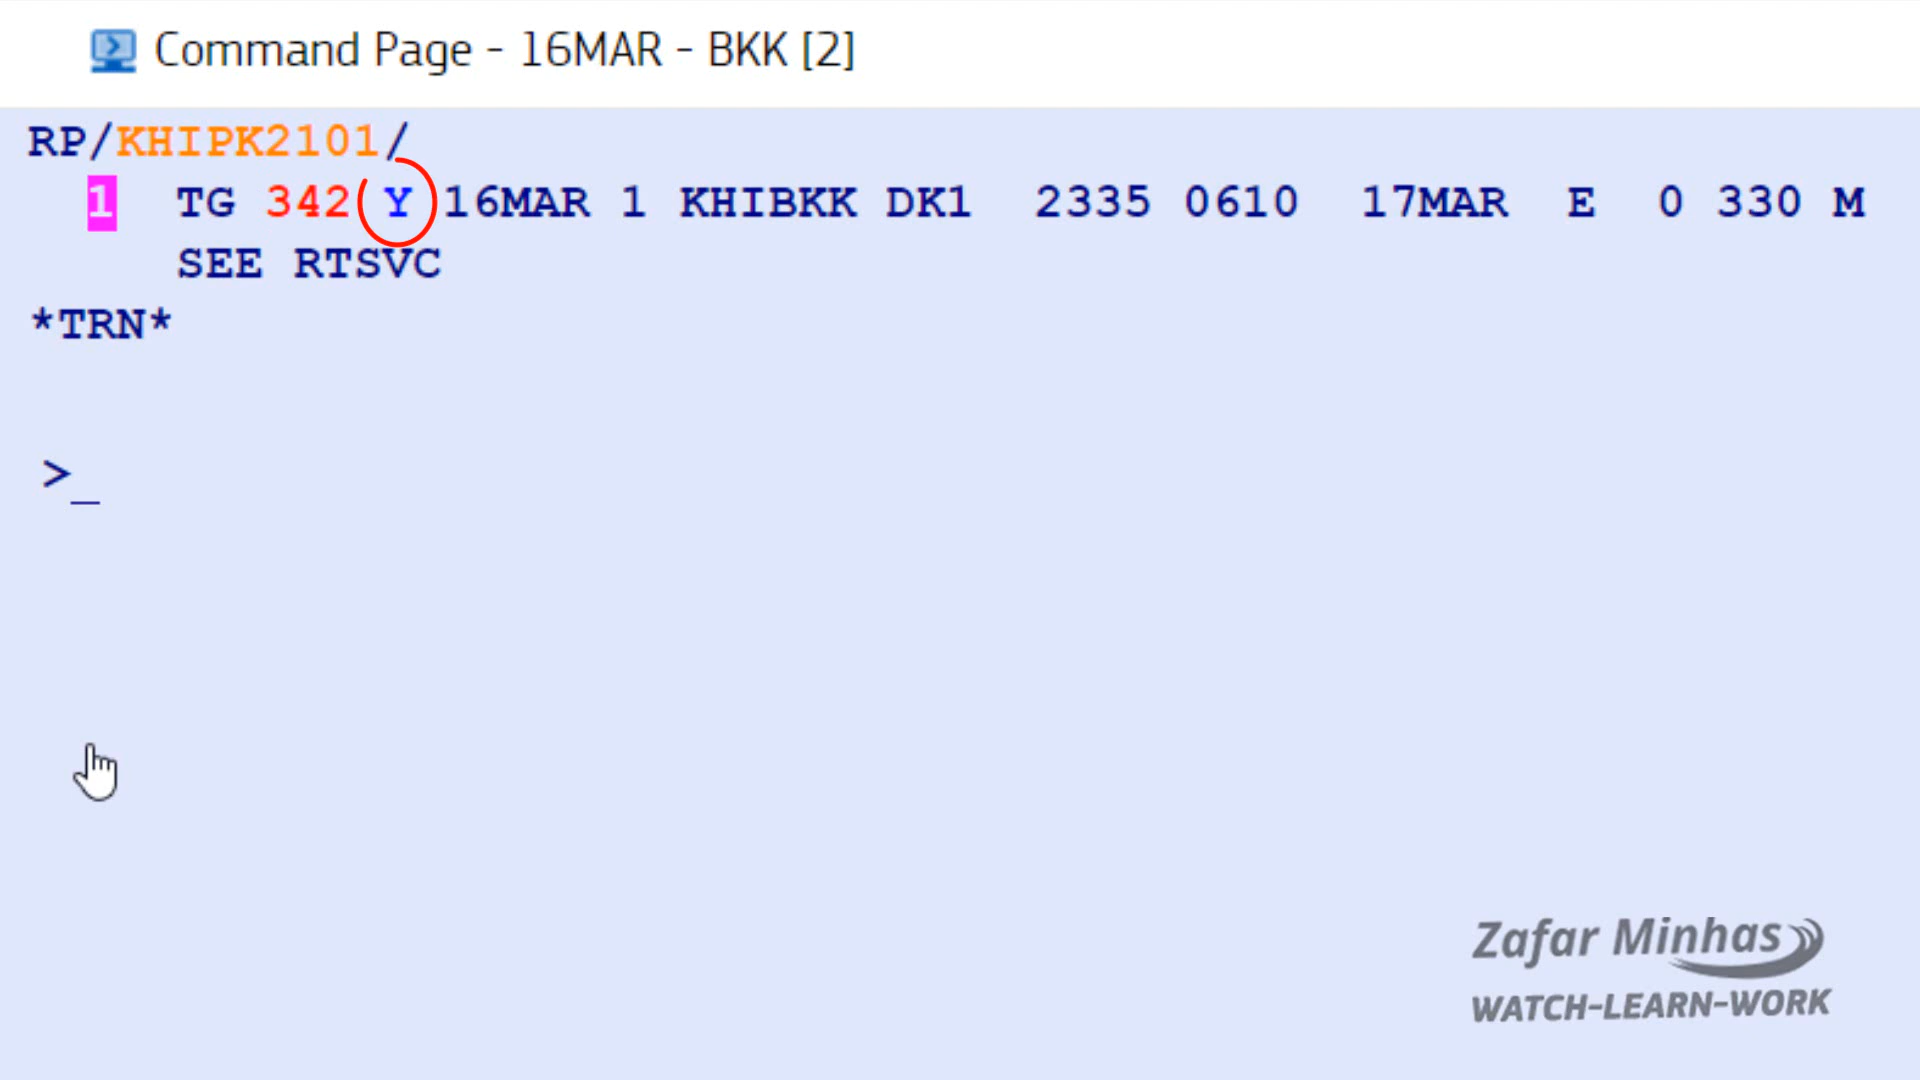 Command Page - 16MAR - BKK [2]
RP/KHIPK2101/
1 TG 342 Y 16MAR 1 KHIBKK DK1 2335 0610 17MAR E 0 330 M
SEE RTSVC
*TRN*
>_
Zafar Minhas
WATCH-LEARN-WORK